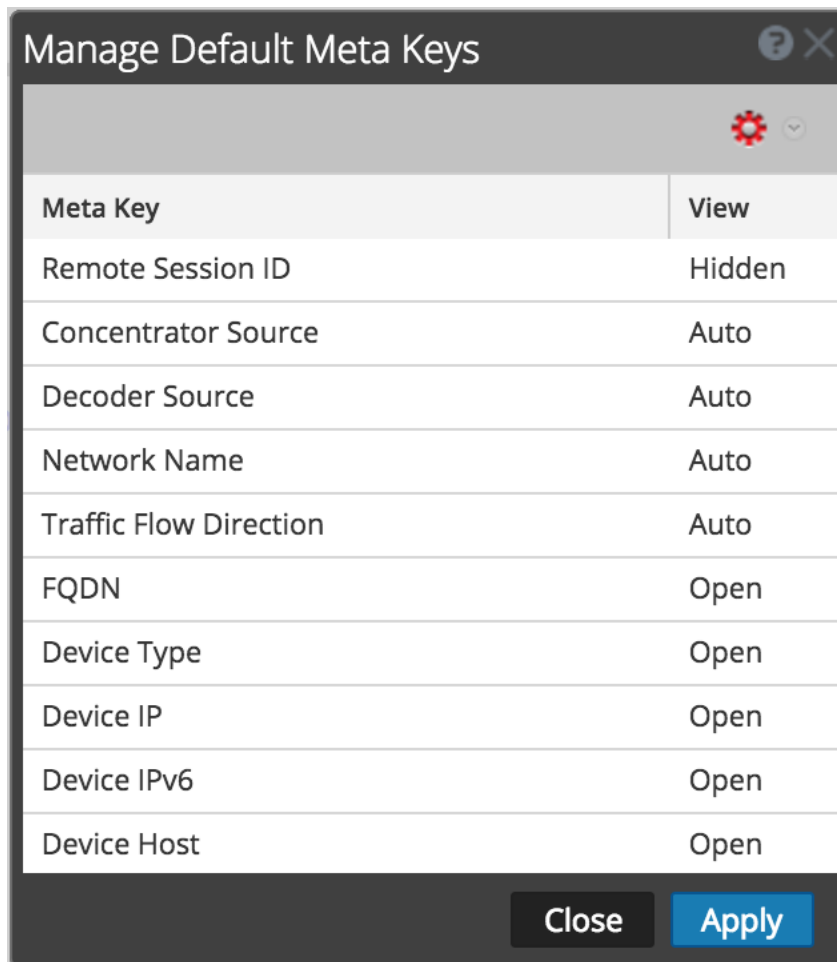 Manage Default Meta Keys
Meta Key View
Remote Session ID Hidden
Concentrator Source Auto
Decoder Source Auto
Network Name Auto
Traffic Flow Direction Auto
FQDN Open
Device Type Open
Device IP Open
Device IPv6 Open
Device Host Open
Close Apply